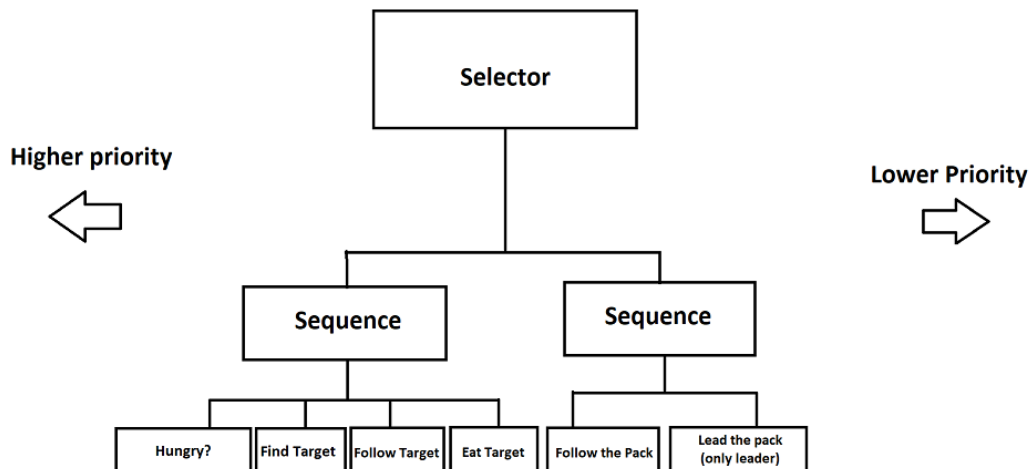 Selector
Higher priority
Lower Priority
Sequence
Sequence
Hungry?
Find Target
Follow Target
Eat Target
Follow the Pack
Lead the pack
(only leader)